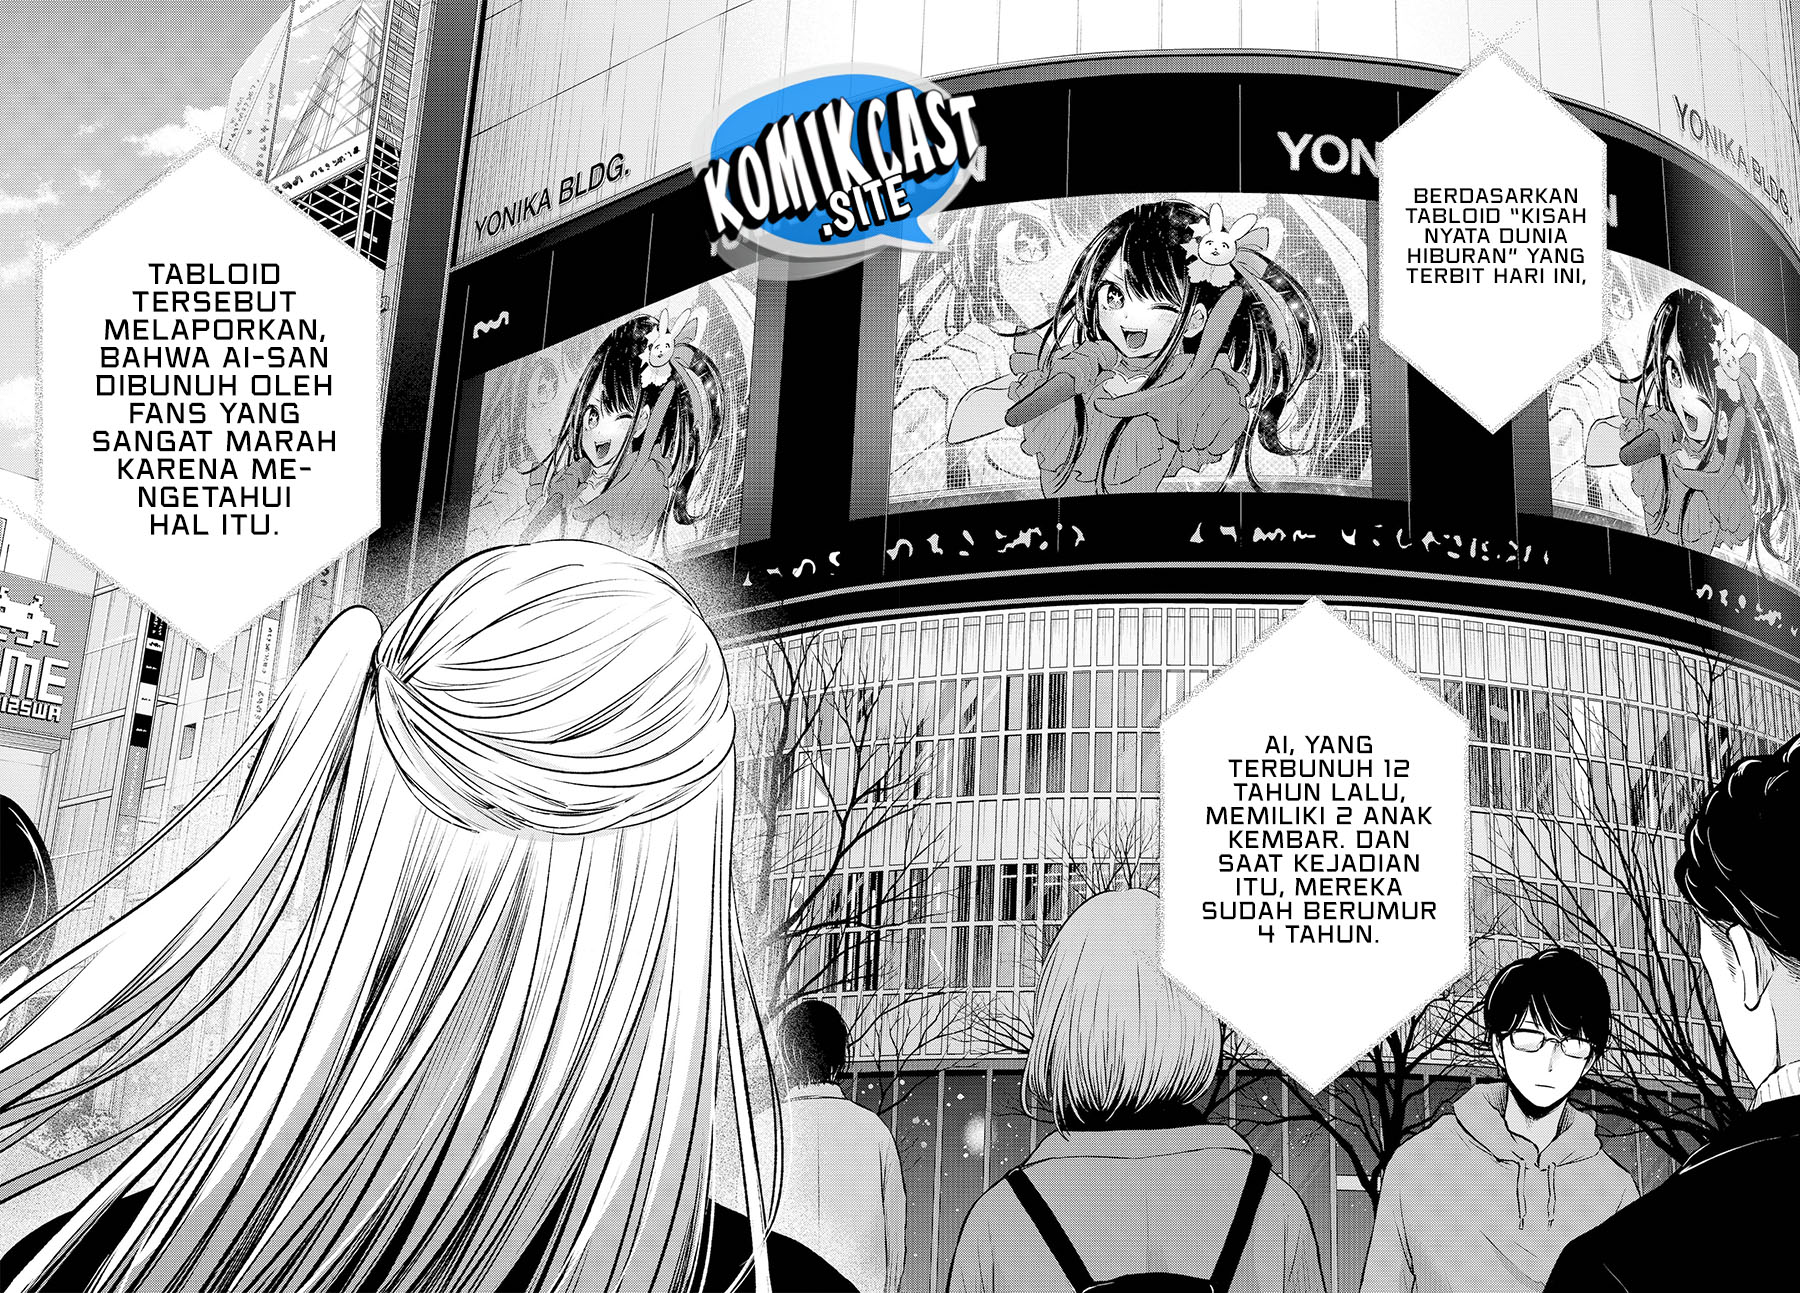 BERDASARKAN
TABLOID “KISAH
NYATA DUNIA
HIBURAN” YANG
TERBIT HARI INI,
AI, YANG
TERBUNUH 12
TAHUN LALU,
MEMILIKI 2 ANAK
KEMBAR. DAN
SAAT KEJADIAN
ITU, MEREKA
SUDAH BERUMUR
4 TAHUN.
TABLOID
TERSEBUT
MELAPORKAN,
BAHWA AI-SAN
DIBUNUH OLEH
FANS YANG
SANGAT MARAH
KARENA ME-
NGETAHUI
HAL ITU.
YONIKA BLDG.
YON
YONIKA BLDG.
KOMIKCAST
.SITE